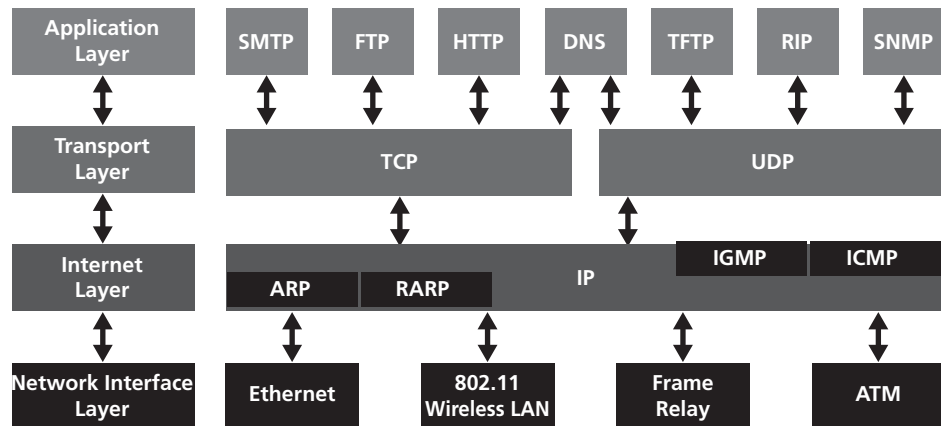 Application
Layer
SMTP
FTP
HTTP
DNS
TFTP
RIP
SNMP
Transport
Layer
TCP
UDP
Internet
Layer
ARP
RARP
IP
IGMP
ICMP
Network Interface
Layer
Ethernet
802.11
Wireless LAN
Frame
Relay
ATM